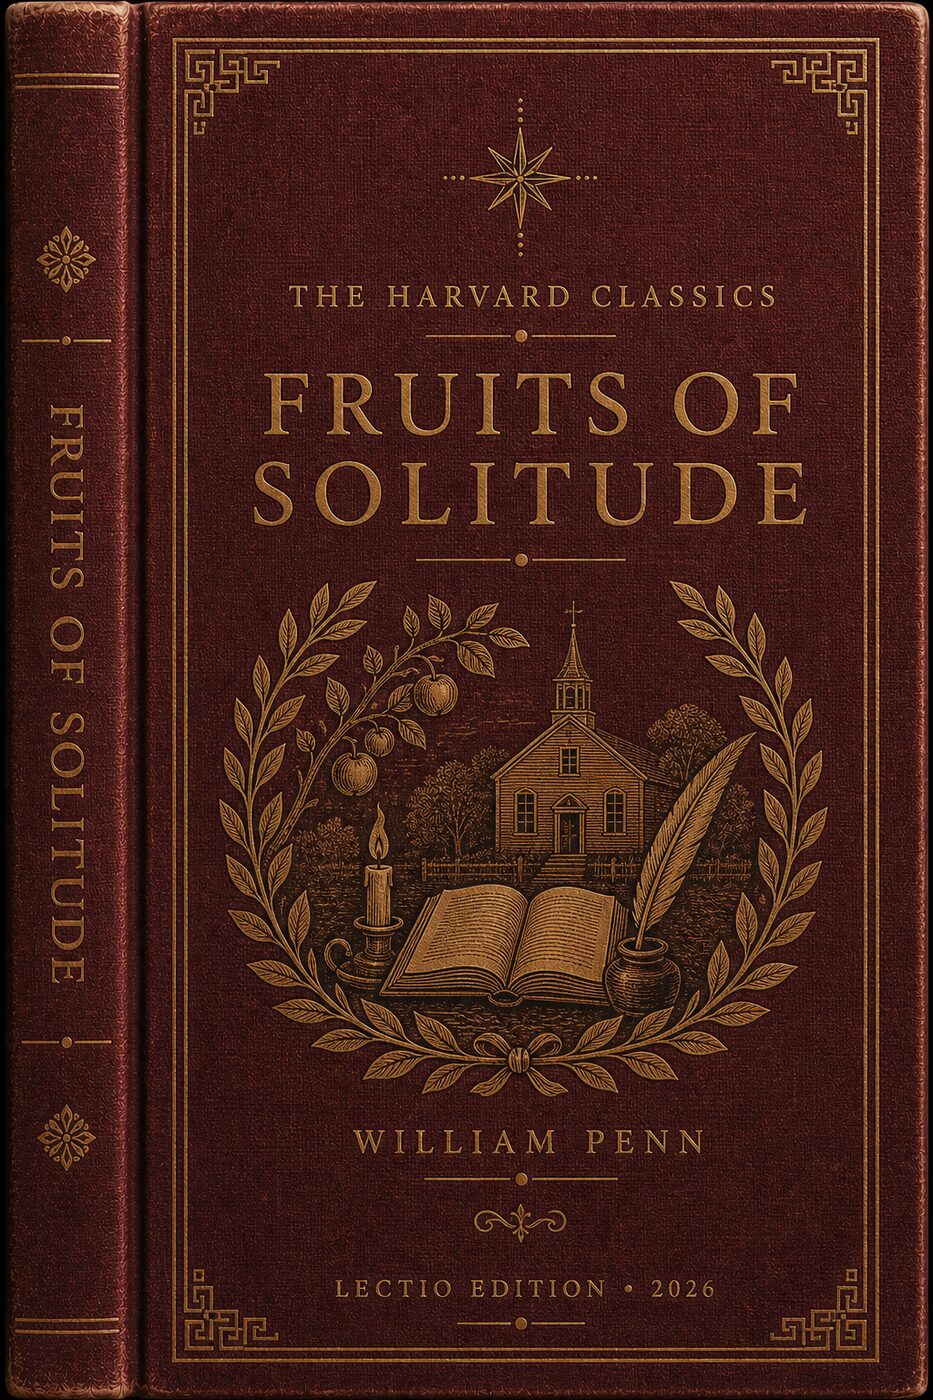 FRUITS OF SOLITUDE
THE HARVARD CLASSICS
FRUITS OF
SOLITUDE
WILLIAM PENN
LECTIO EDITION • 2026